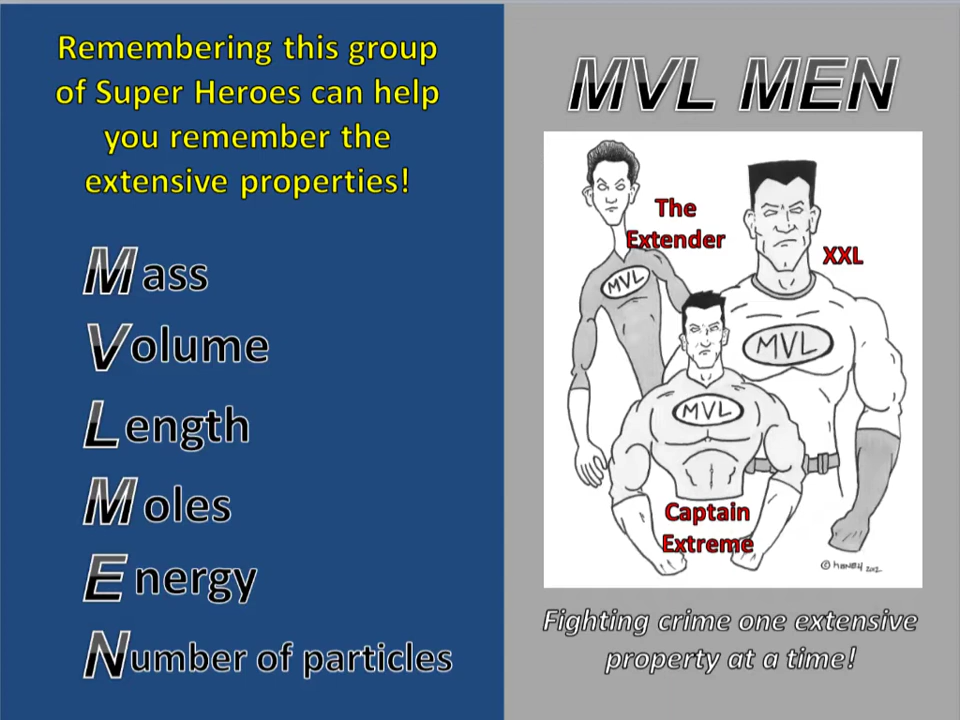 Remembering this group
of Super Heroes can help
you remember the
extensive properties!
Mass
Volume
Length
Moles
Energy
Number of particles
MVL MEN
The
Extender
XXL
MVL
MVL
MVL
Captain
Extreme
© HENEY 2012
Fighting crime one extensive
property at a time!